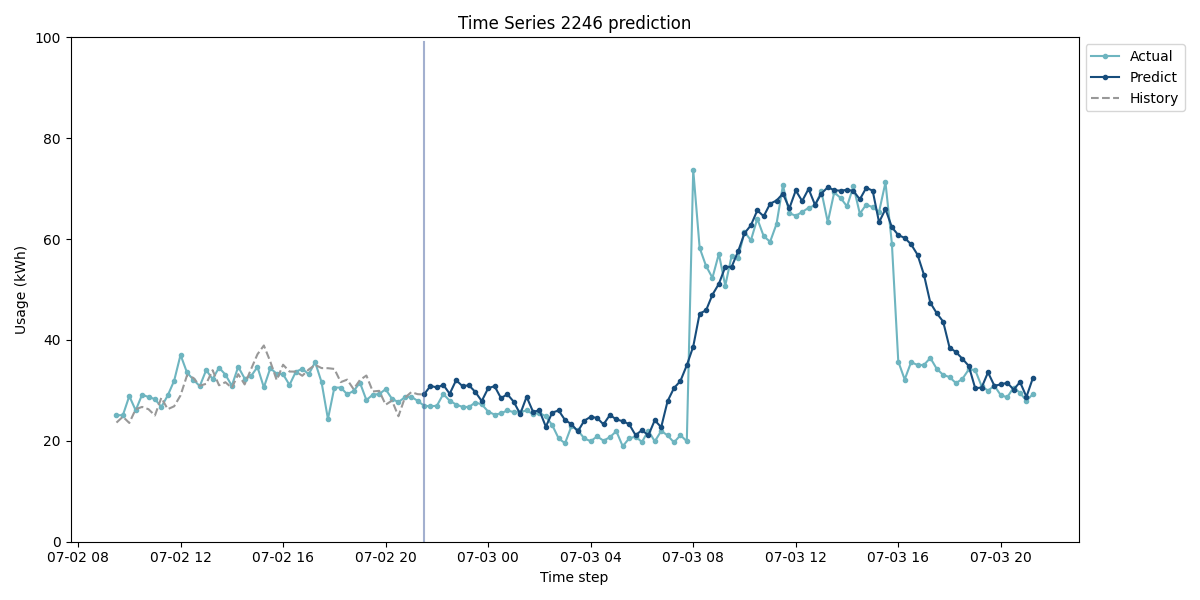 Time Series 2246 prediction
100
80
60
40
20
0
Usage (kWh)
07-02 08
07-02 12
07-02 16
07-02 20
07-03 00
07-03 04
07-03 08
07-03 12
07-03 16
07-03 20
Time step
Actual
Predict
History